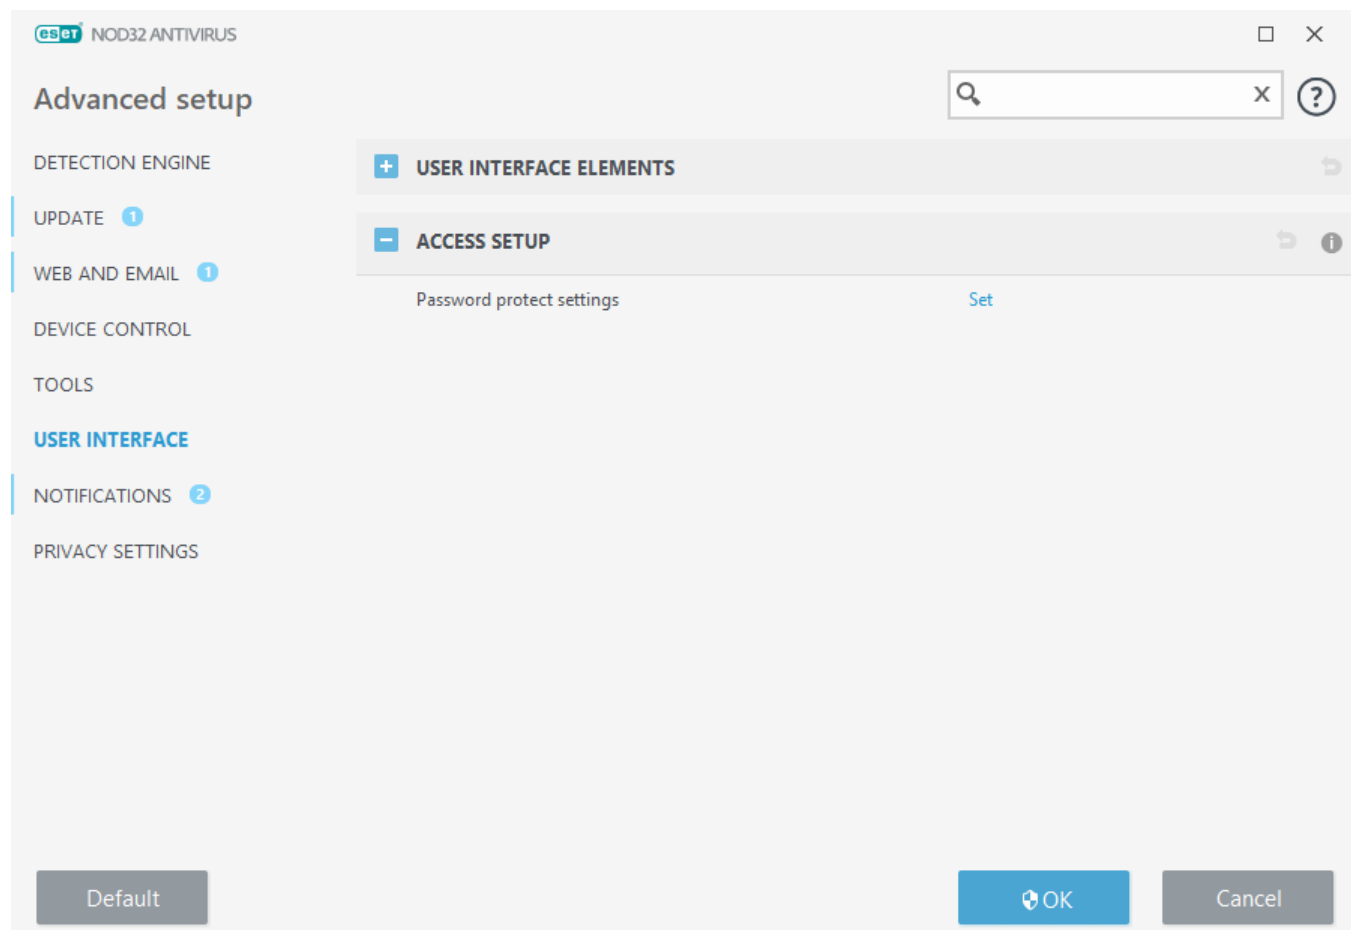 eset NOD32 ANTIVIRUS
Advanced setup
x
?
DETECTION ENGINE
UPDATE 1
WEB AND EMAIL 1
DEVICE CONTROL
TOOLS
USER INTERFACE
NOTIFICATIONS 2
PRIVACY SETTINGS
+ USER INTERFACE ELEMENTS
- ACCESS SETUP
i
Password protect settings Set
Default
OK
Cancel